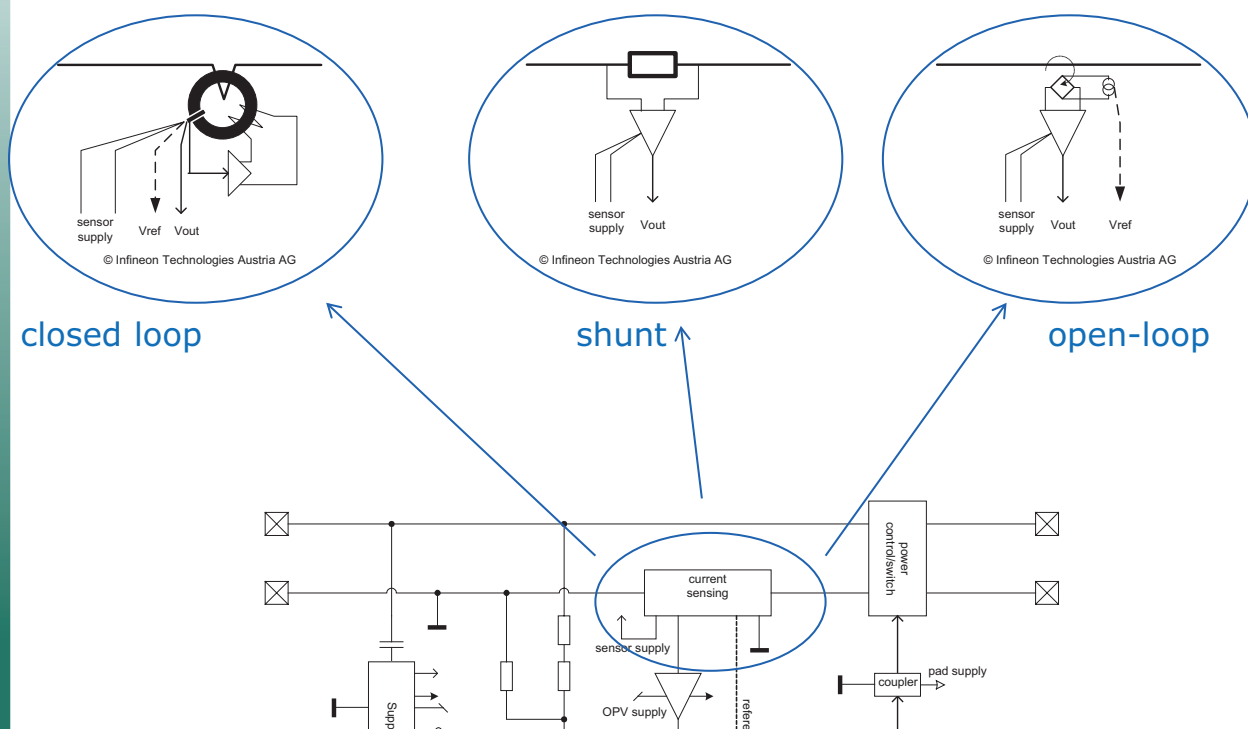 sensor
supply
Vref
Vout
© Infineon Technologies Austria AG
closed loop
sensor
supply
Vout
© Infineon Technologies Austria AG
shunt
sensor
supply
Vout
Vref
© Infineon Technologies Austria AG
open-loop
power
control/switch
current
sensing
sensor supply
coupler
pad supply
OPV supply